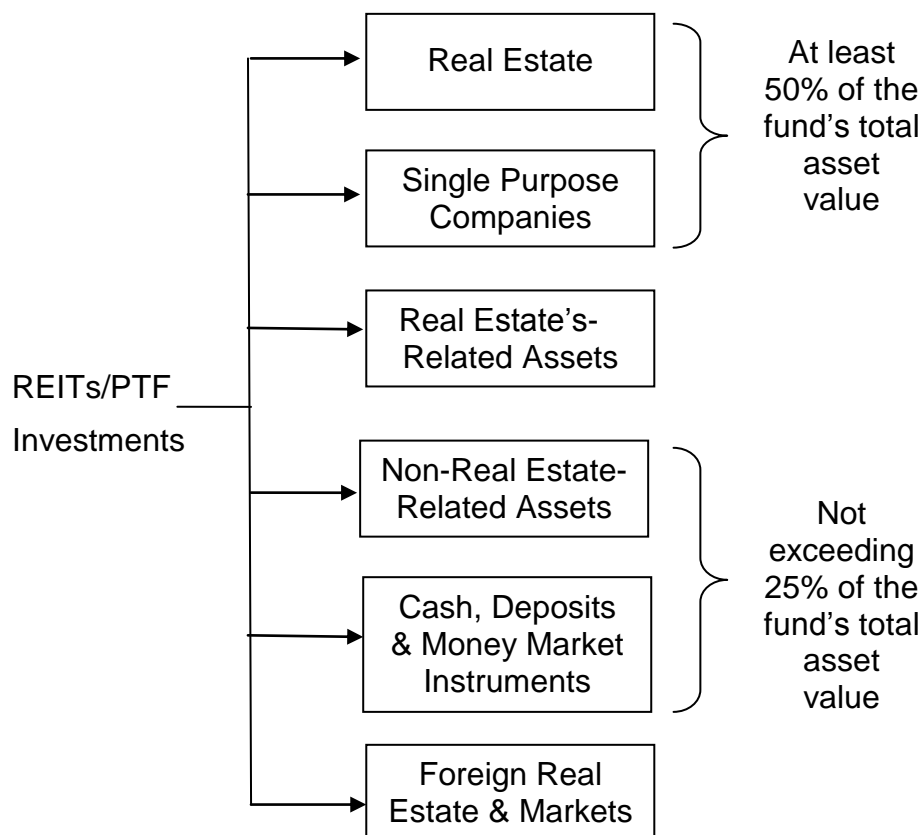 Real Estate
At least
50% of the
fund's total
asset
value
Single Purpose
Companies
Real Estate's-
Related Assets
REITs/PTF
Investments
Non-Real Estate-
Related Assets
Not
exceeding
25% of the
fund's total
asset
value
Cash, Deposits
& Money Market
Instruments
Foreign Real
Estate & Markets